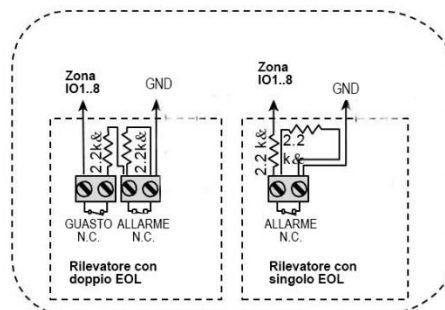 Zona
IO1..8
GND
2.2k&
2.2k&
GUASTO
N.C.
ALLARME
N.C.
Rilevatore con
doppio EOL
Zona
IO1..8
GND
2.2 k&
2.2
k&
ALLARME
N.C.
Rilevatore con
singolo EOL